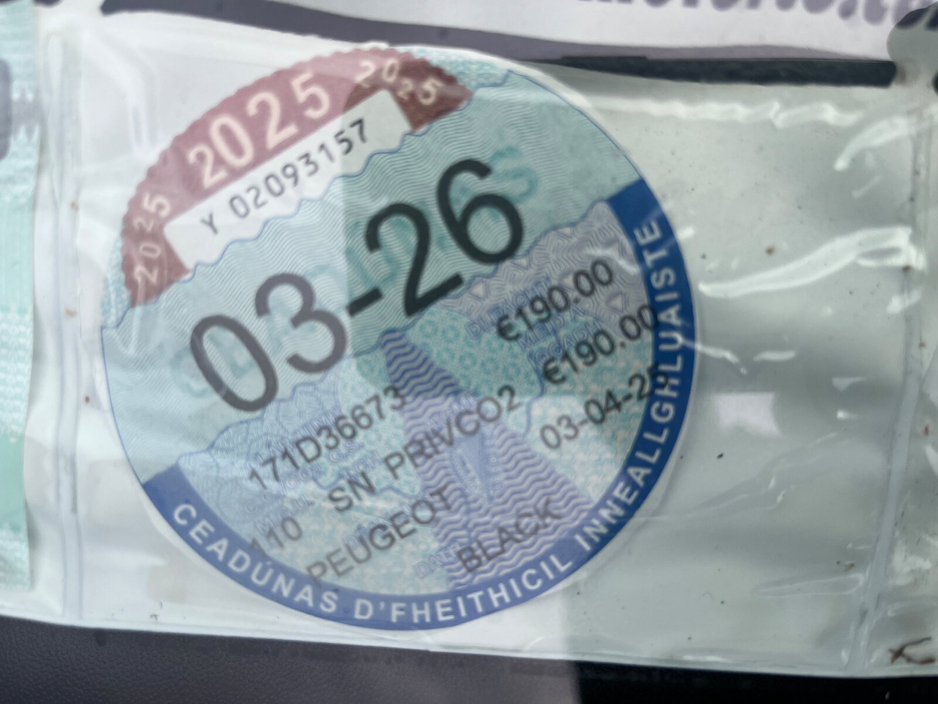 2025 2025 2025
Y 02093157
03-26
€190.00
171D36673 €190.00
SN PRIVCO2 03-04-25
PEUGEOT
BLACK
CEADÚNAS D'FHEITHICIL INNEALLGHLUAISTE